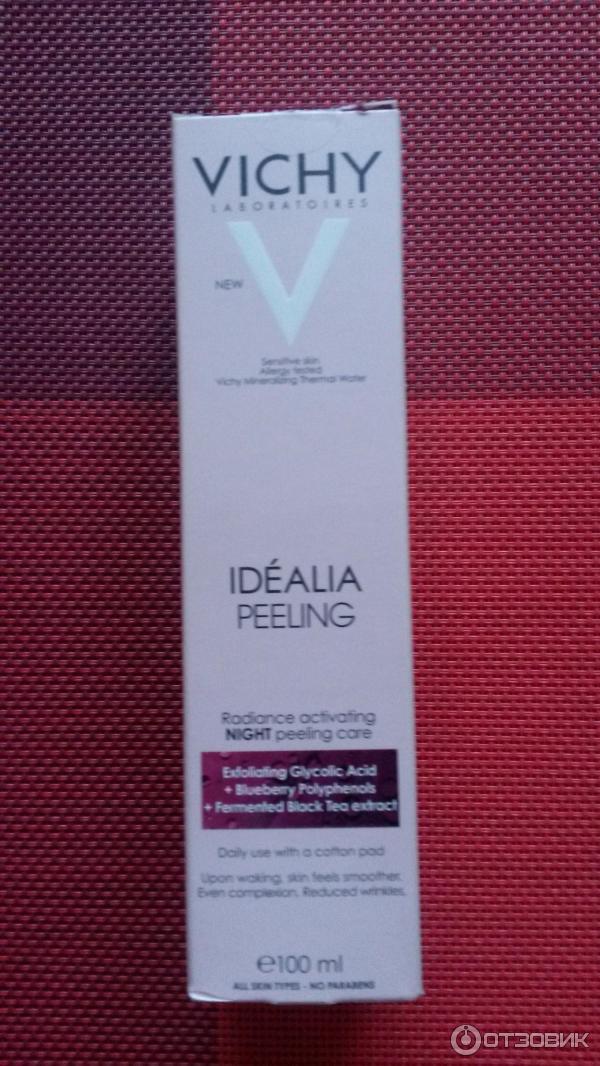 VICHY
LABORATOIRES
NEW
Sensitive skin
Allergy tested
Vichy Mineralizing Thermal Water
IDÉALIA
PEELING
Radiance activating
NIGHT peeling care
Exfoliating Glycolic Acid
+ Blueberry Polyphenols
+ Fermented Black Tea extract
Daily use with a cotton pad
Upon waking, skin feels smoother.
Even complexion. Reduced wrinkles.
℮100 ml
ALL SKIN TYPES - NO PARABENS
ОТЗОВИК